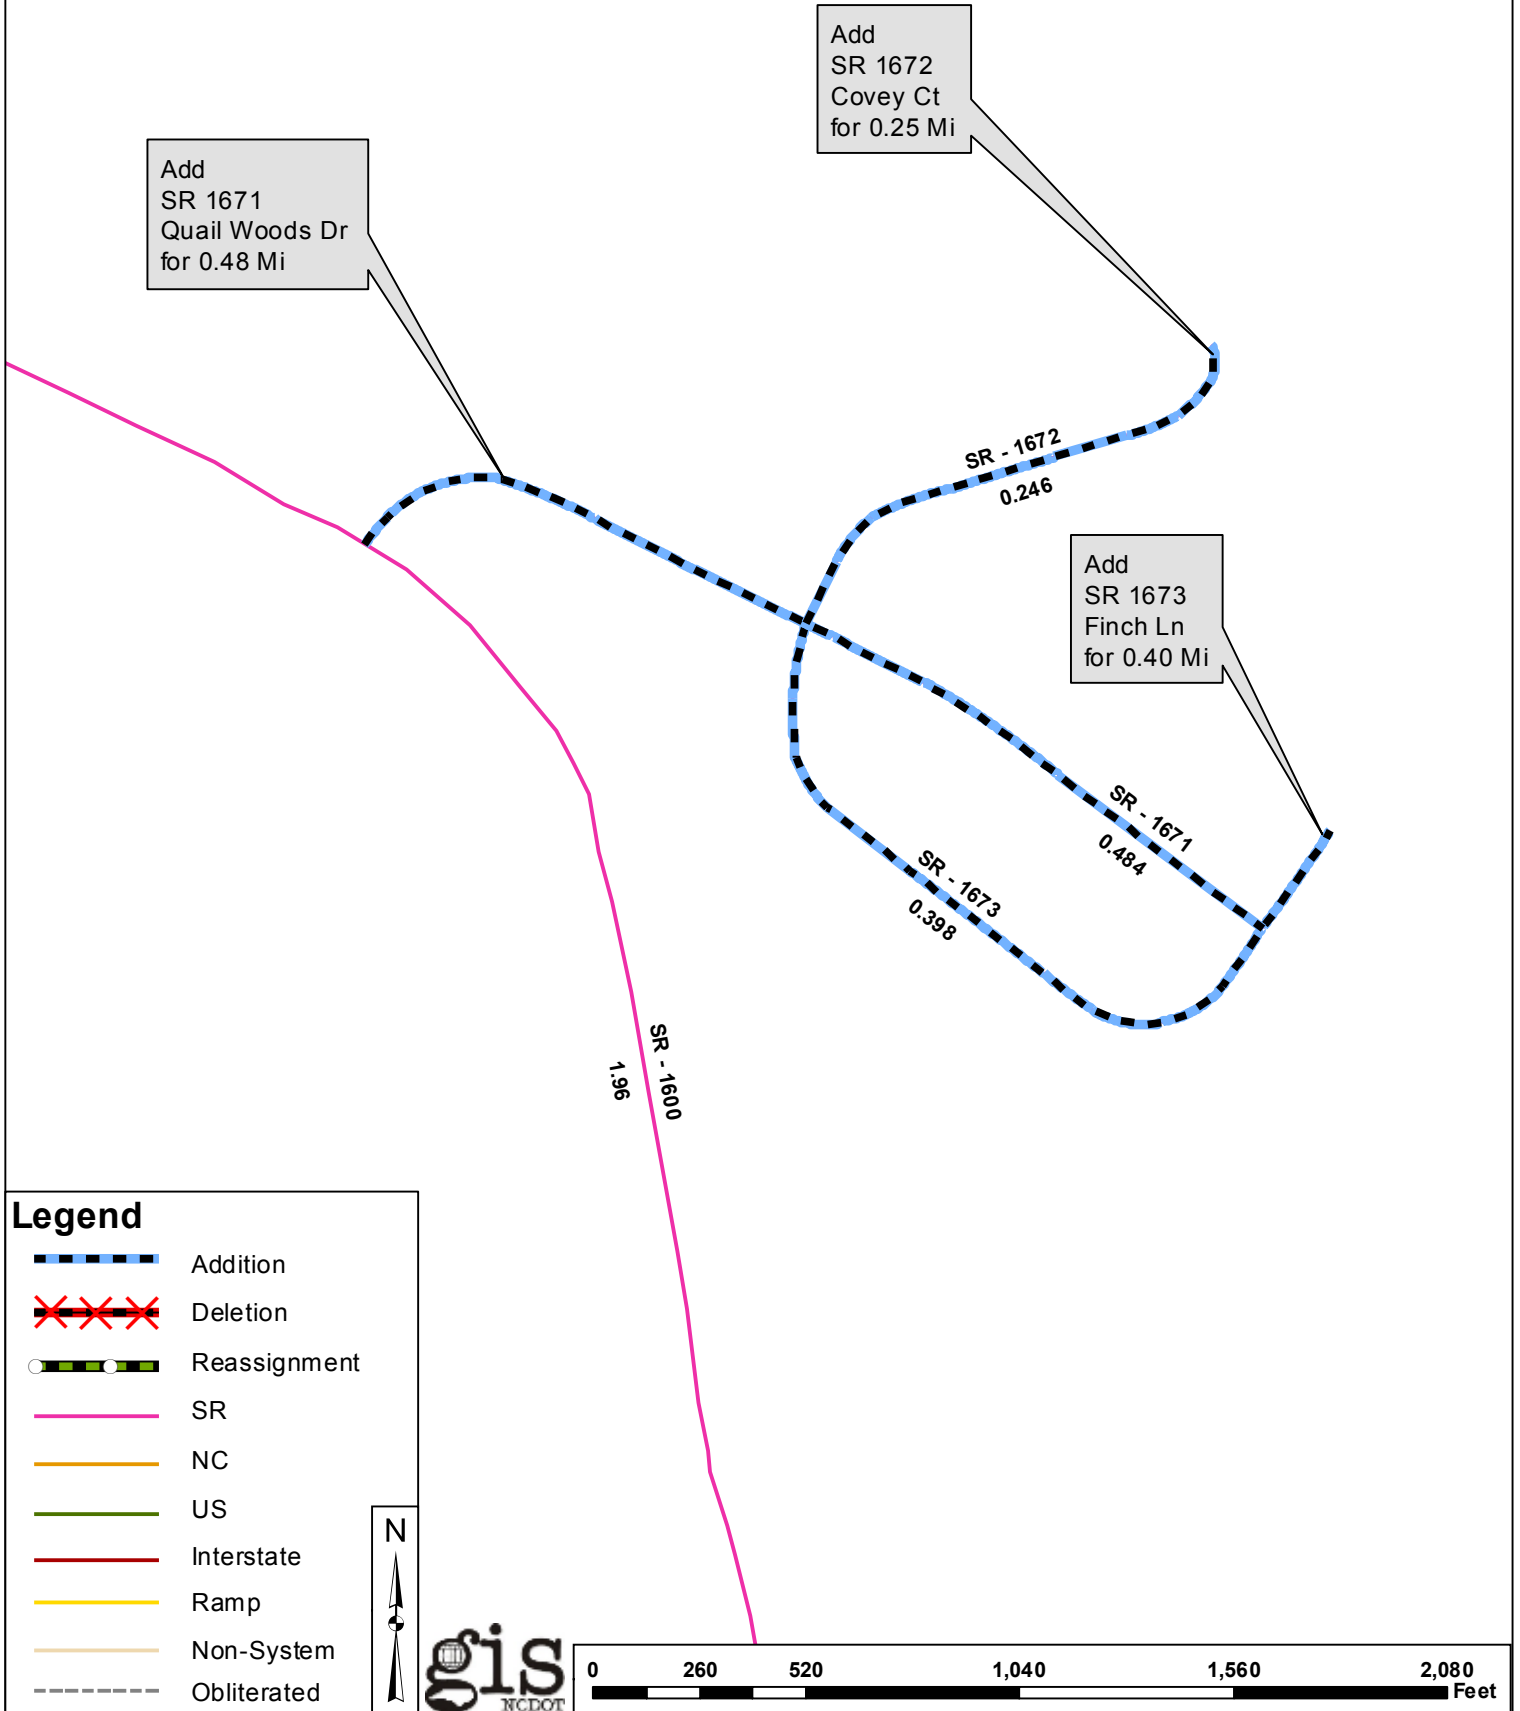 Add
SR 1672
Covey Ct
for 0.25 Mi
Add
SR 1671
Quail Woods Dr
for 0.48 Mi
SR - 1672
0.246
Add
SR 1673
Finch Ln
for 0.40 Mi
SR - 1671
0.484
SR - 1673
0.398
SR - 1600
1.96
Legend
Addition
Deletion
Reassignment
SR
NC
US
Interstate
Ramp
Non-System
Obliterated
N
gis
NCDOT
0 260 520 1,040 1,560 2,080
Feet